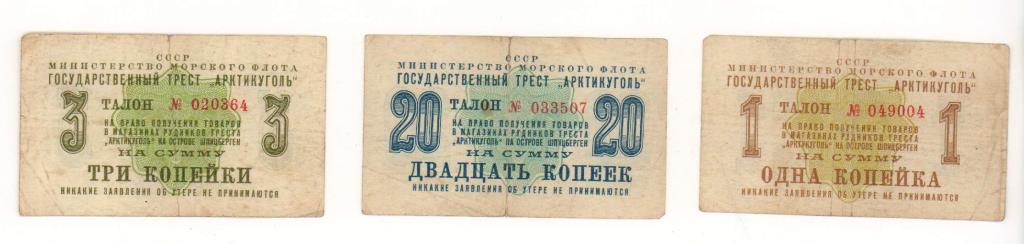 СССР
МИНИСТЕРСТВО МОРСКОГО ФЛОТА
ГОСУДАРСТВЕННЫЙ ТРЕСТ „АРКТИКУГОЛЬ“
3 ТАЛОН № 020364 3
НА ПРАВО ПОЛУЧЕНИЯ ТОВАРОВ
В МАГАЗИНАХ РУДНИКОВ ТРЕСТА
„АРКТИКУГОЛЬ“ НА ОСТРОВЕ ШПИЦБЕРГЕН
НА СУММУ
ТРИ КОПЕЙКИ
НИКАКИЕ ЗАЯВЛЕНИЯ ОБ УТЕРЕ НЕ ПРИНИМАЮТСЯ
СССР
МИНИСТЕРСТВО МОРСКОГО ФЛОТА
ГОСУДАРСТВЕННЫЙ ТРЕСТ „АРКТИКУГОЛЬ“
20 ТАЛОН № 033507 20
НА ПРАВО ПОЛУЧЕНИЯ ТОВАРОВ
В МАГАЗИНАХ РУДНИКОВ ТРЕСТА
„АРКТИКУГОЛЬ“ НА ОСТРОВЕ ШПИЦБЕРГЕН
НА СУММУ
ДВАДЦАТЬ КОПЕЕК
НИКАКИЕ ЗАЯВЛЕНИЯ ОБ УТЕРЕ НЕ ПРИНИМАЮТСЯ
СССР
МИНИСТЕРСТВО МОРСКОГО ФЛОТА
ГОСУДАРСТВЕННЫЙ ТРЕСТ „АРКТИКУГОЛЬ“
1 ТАЛОН № 049004 1
НА ПРАВО ПОЛУЧЕНИЯ ТОВАРОВ
В МАГАЗИНАХ РУДНИКОВ ТРЕСТА
„АРКТИКУГОЛЬ“ НА ОСТРОВЕ ШПИЦБЕРГЕН
НА СУММУ
ОДНА КОПЕЙКА
НИКАКИЕ ЗАЯВЛЕНИЯ ОБ УТЕРЕ НЕ ПРИНИМАЮТСЯ